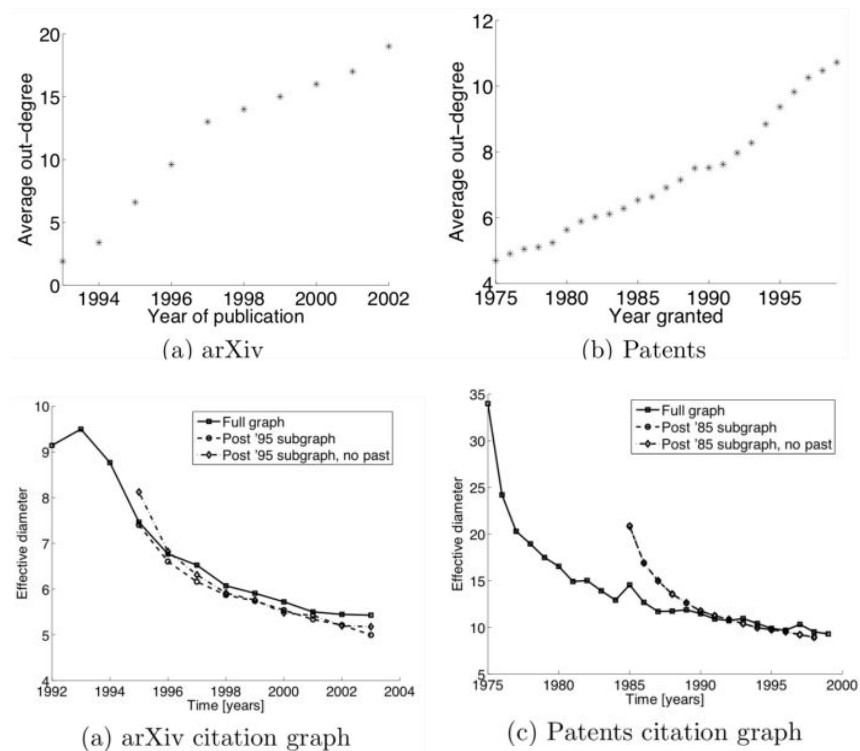 20
15
10
5
0
Average out-degree
1994 1996 1998 2000 2002
Year of publication
(a) arXiv
12
10
8
6
4
Average out-degree
1975 1980 1985 1990 1995
Year granted
(b) Patents
10
9
8
7
6
5
4
Effective diameter
Full graph
Post '95 subgraph
Post '95 subgraph, no past
1992 1994 1996 1998 2000 2002 2004
Time [years]
(a) arXiv citation graph
35
30
25
20
15
10
5
Effective diameter
Full graph
Post '85 subgraph
Post '85 subgraph, no past
1975 1980 1985 1990 1995 2000
Time [years]
(c) Patents citation graph